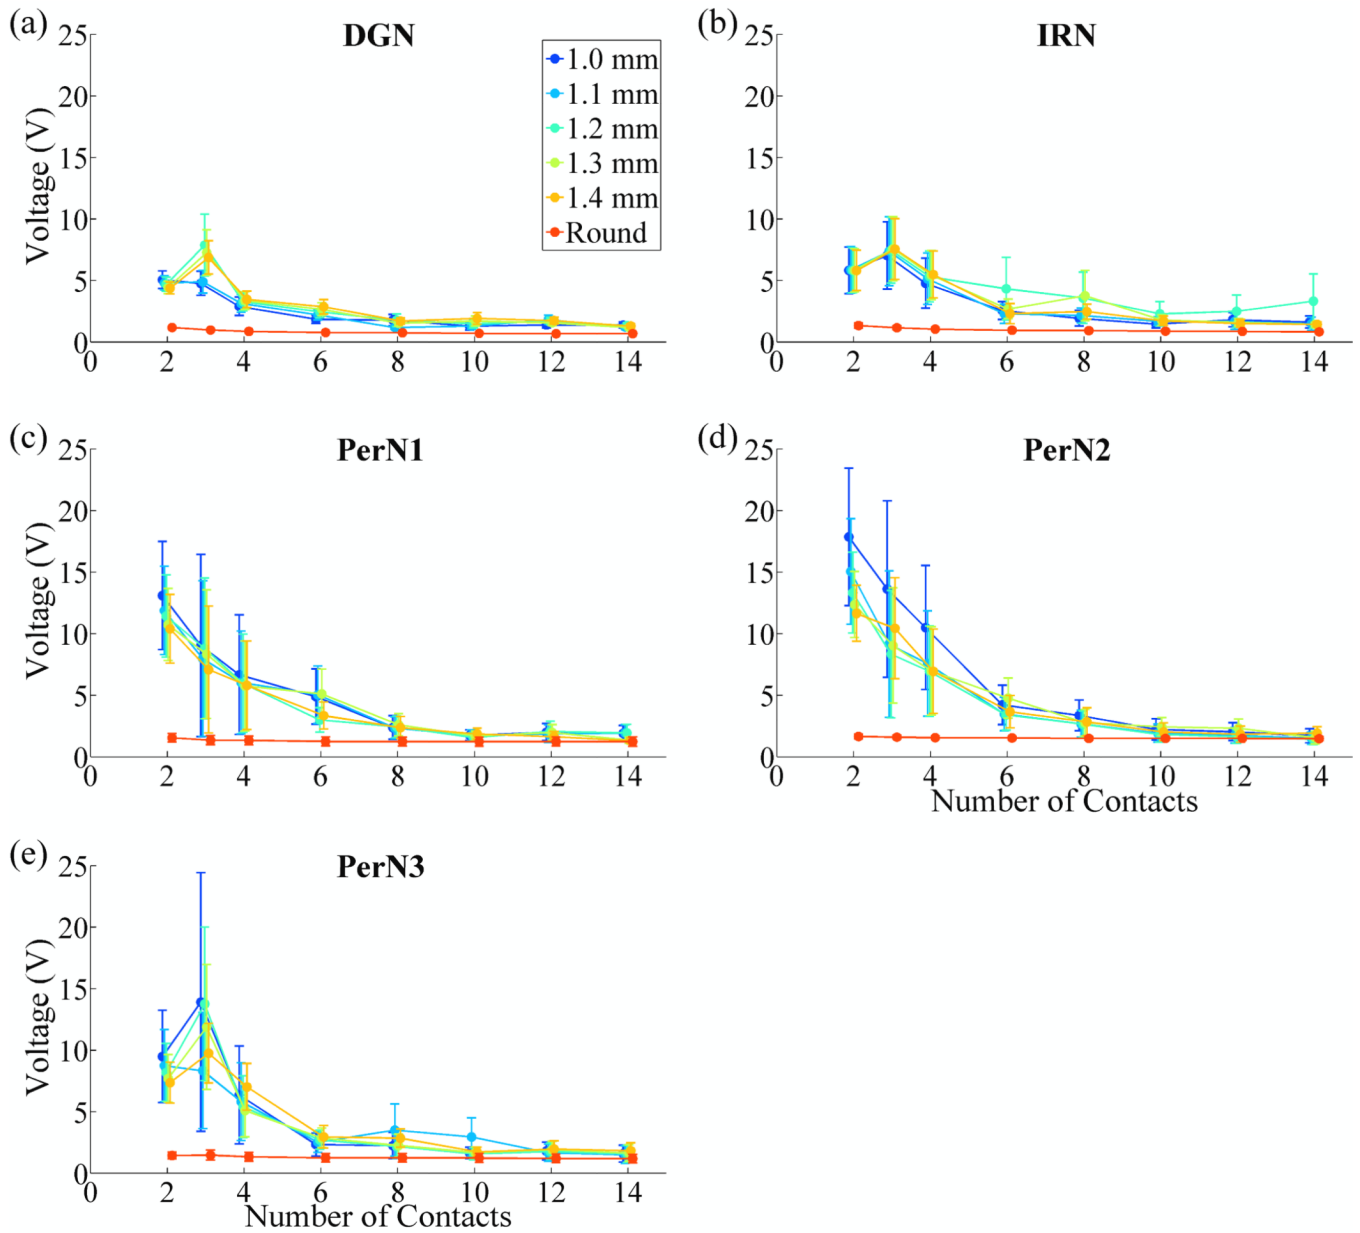 (a)
DGN
25
20
15
10
5
0
Voltage (V)
0 2 4 6 8 10 12 14
1.0 mm
1.1 mm
1.2 mm
1.3 mm
1.4 mm
Round
(b)
IRN
25
20
15
10
5
0
0 2 4 6 8 10 12 14
(c)
PerN1
25
20
15
10
5
0
Voltage (V)
0 2 4 6 8 10 12 14
(d)
PerN2
25
20
15
10
5
0
0 2 4 6 8 10 12 14
Number of Contacts
(e)
PerN3
25
20
15
10
5
0
Voltage (V)
0 2 4 6 8 10 12 14
Number of Contacts